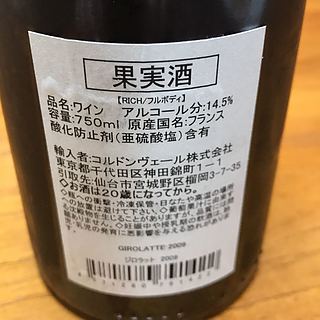 果実酒
品名:ワイン 【RICH/フルボディ】
容量:750ml アルコール分:14.5%
原産国名:フランス
酸化防止剤(亜硫酸塩)含有
輸入者:コルドンヴェール株式会社
東京都千代田区神田錦町1-1
引取先:仙台市宮城野区榴岡3-7-35
◇お酒は20歳になってから。
GIROLATTE 2009
ジロラット 2009